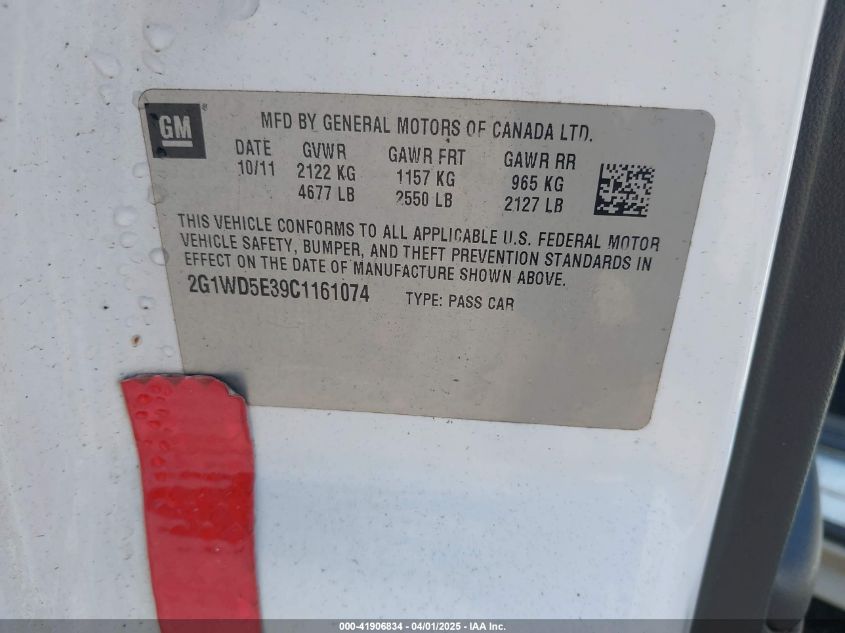 GM
MFD BY GENERAL MOTORS OF CANADA LTD.
DATE GVWR GAWR FRT GAWR RR
10/11 2122 KG 1157 KG 965 KG
4677 LB 2550 LB 2127 LB
THIS VEHICLE CONFORMS TO ALL APPLICABLE U.S. FEDERAL MOTOR
VEHICLE SAFETY, BUMPER, AND THEFT PREVENTION STANDARDS IN
EFFECT ON THE DATE OF MANUFACTURE SHOWN ABOVE.
2G1WD5E39C1161074 TYPE: PASS CAR
000-41906834 - 04/01/2025 - IAA Inc.